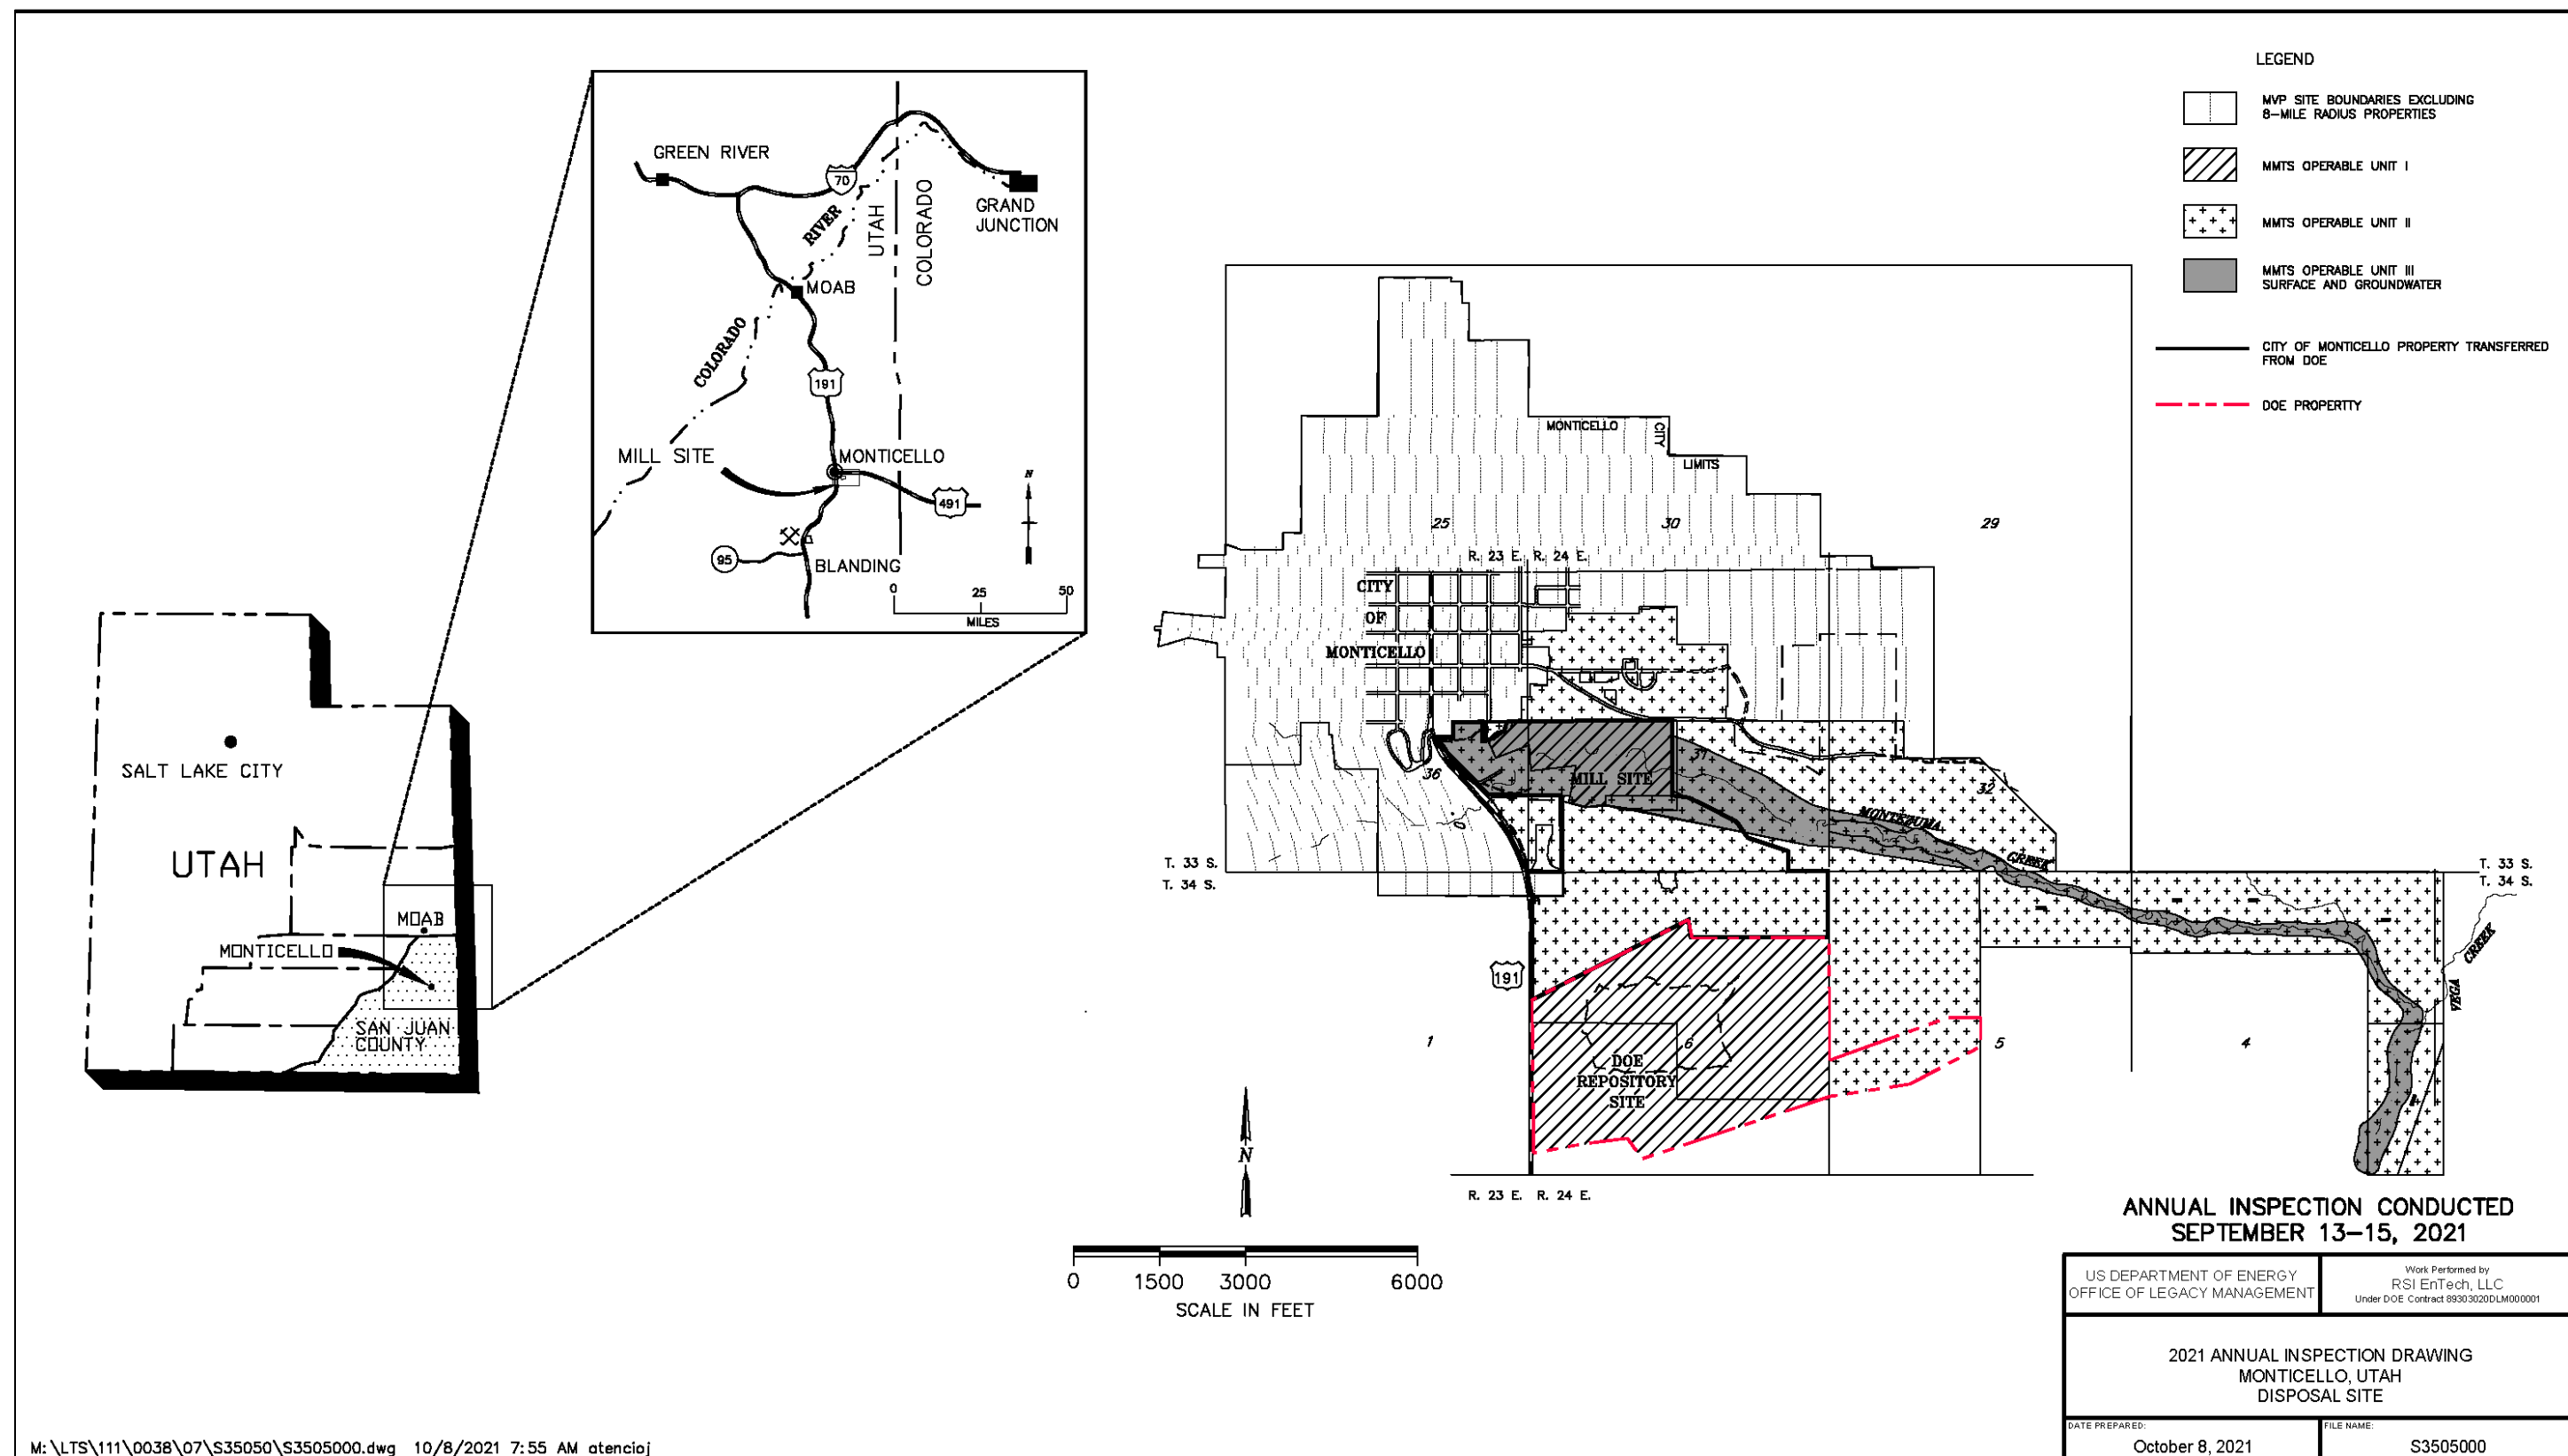 LEGEND
MVP SITE BOUNDARIES EXCLUDING
8-MILE RADIUS PROPERTIES
MMTS OPERABLE UNIT I
MMTS OPERABLE UNIT II
MMTS OPERABLE UNIT III
SURFACE AND GROUNDWATER
CITY OF MONTICELLO PROPERTY TRANSFERRED
FROM DOE
DOE PROPERTTY
GREEN RIVER
70
GRAND
JUNCTION
RIVER
UTAH
COLORADO
MOAB
COLORADO
191
MILL SITE
MONTICELLO
491
N
95
BLANDING
0 25 50
MILES
SALT LAKE CITY
UTAH
MOAB
MONTICELLO
SAN JUAN
COUNTY
MONTICELLO
CITY
LIMITS
25
30
29
R. 23 E. R. 24 E.
CITY
OF
MONTICELLO
36
MILL SITE
31
32
MONTEZUMA
CREEK
T. 33 S.
T. 34 S.
T. 33 S.
T. 34 S.
191
VEGA
CREEK
1
6
5
4
DOE
REPOSITORY
SITE
R. 23 E. R. 24 E.
N
0 1500 3000 6000
SCALE IN FEET
ANNUAL INSPECTION CONDUCTED
SEPTEMBER 13-15, 2021
US DEPARTMENT OF ENERGY
OFFICE OF LEGACY MANAGEMENT
Work Performed by
RSI EnTech, LLC
Under DOE Contract 89303020DLM000001
2021 ANNUAL INSPECTION DRAWING
MONTICELLO, UTAH
DISPOSAL SITE
DATE PREPARED:
October 8, 2021
FILE NAME:
S3505000
M:\LTS\111\0038\07\S35050\S3505000.dwg 10/8/2021 7:55 AM atencioj